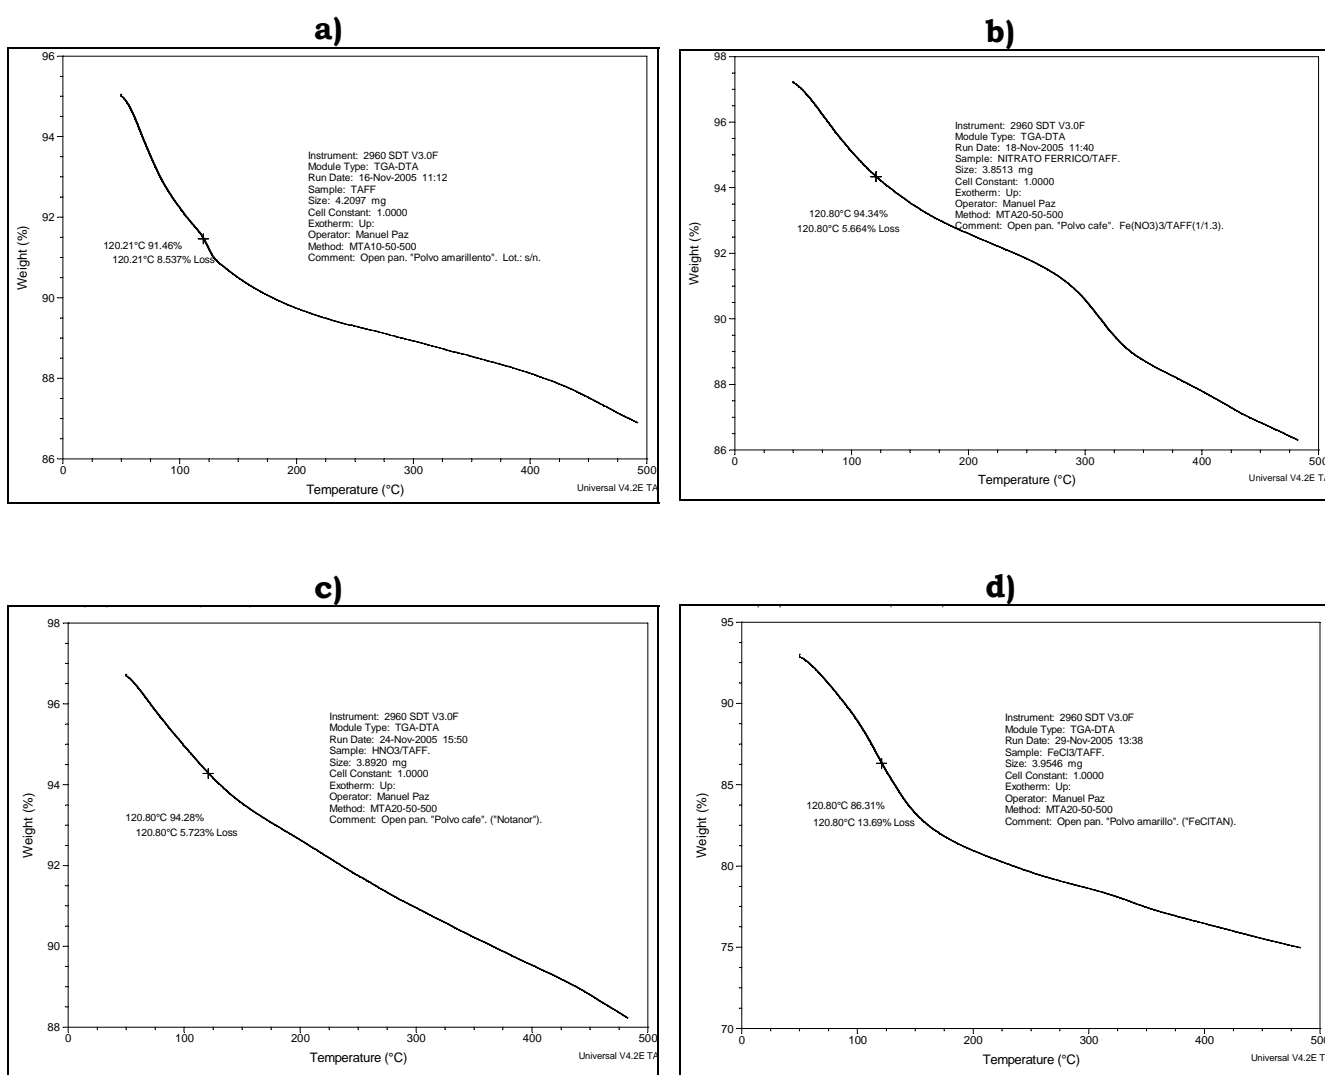 a)
96
94
92
90
88
86
Weight (%)
Instrument: 2960 SDT V3.0F
Module Type: TGA-DTA
Run Date: 16-Nov-2005 11:12
Sample: TAFF
Size: 4.2097 mg
Cell Constant: 1.0000
Exotherm: Up:
Operator: Manuel Paz
Method: MTA10-50-500
Comment: Open pan. "Polvo amarillento". Lot.: s/n.
120.21°C 91.46%
120.21°C 8.537% Loss
0 100 200 300 400 500
Temperature (°C)
Universal V4.2E TA
b)
98
96
94
92
90
88
86
Weight (%)
Instrument: 2960 SDT V3.0F
Module Type: TGA-DTA
Run Date: 18-Nov-2005 11:40
Sample: NITRATO FERRICO/TAFF.
Size: 3.8513 mg
Cell Constant: 1.0000
Exotherm: Up:
Operator: Manuel Paz
Method: MTA20-50-500
Comment: Open pan. "Polvo cafe". Fe(NO3)3/TAFF(1/1.3).
120.80°C 94.34%
120.80°C 5.664% Loss
0 100 200 300 400 500
Temperature (°C)
Universal V4.2E TA
c)
98
96
94
92
90
88
Weight (%)
Instrument: 2960 SDT V3.0F
Module Type: TGA-DTA
Run Date: 24-Nov-2005 15:50
Sample: HNO3/TAFF.
Size: 3.8920 mg
Cell Constant: 1.0000
Exotherm: Up:
Operator: Manuel Paz
Method: MTA20-50-500
Comment: Open pan. "Polvo cafe". ("Notanor").
120.80°C 94.28%
120.80°C 5.723% Loss
0 100 200 300 400 500
Temperature (°C)
Universal V4.2E TA
d)
95
90
85
80
75
70
Weight (%)
Instrument: 2960 SDT V3.0F
Module Type: TGA-DTA
Run Date: 29-Nov-2005 13:38
Sample: FeCl3/TAFF.
Size: 3.9546 mg
Cell Constant: 1.0000
Exotherm: Up:
Operator: Manuel Paz
Method: MTA20-50-500
Comment: Open pan. "Polvo amarillo". ("FeClTAN).
120.80°C 86.31%
120.80°C 13.69% Loss
0 100 200 300 400 500
Temperature (°C)
Universal V4.2E TA